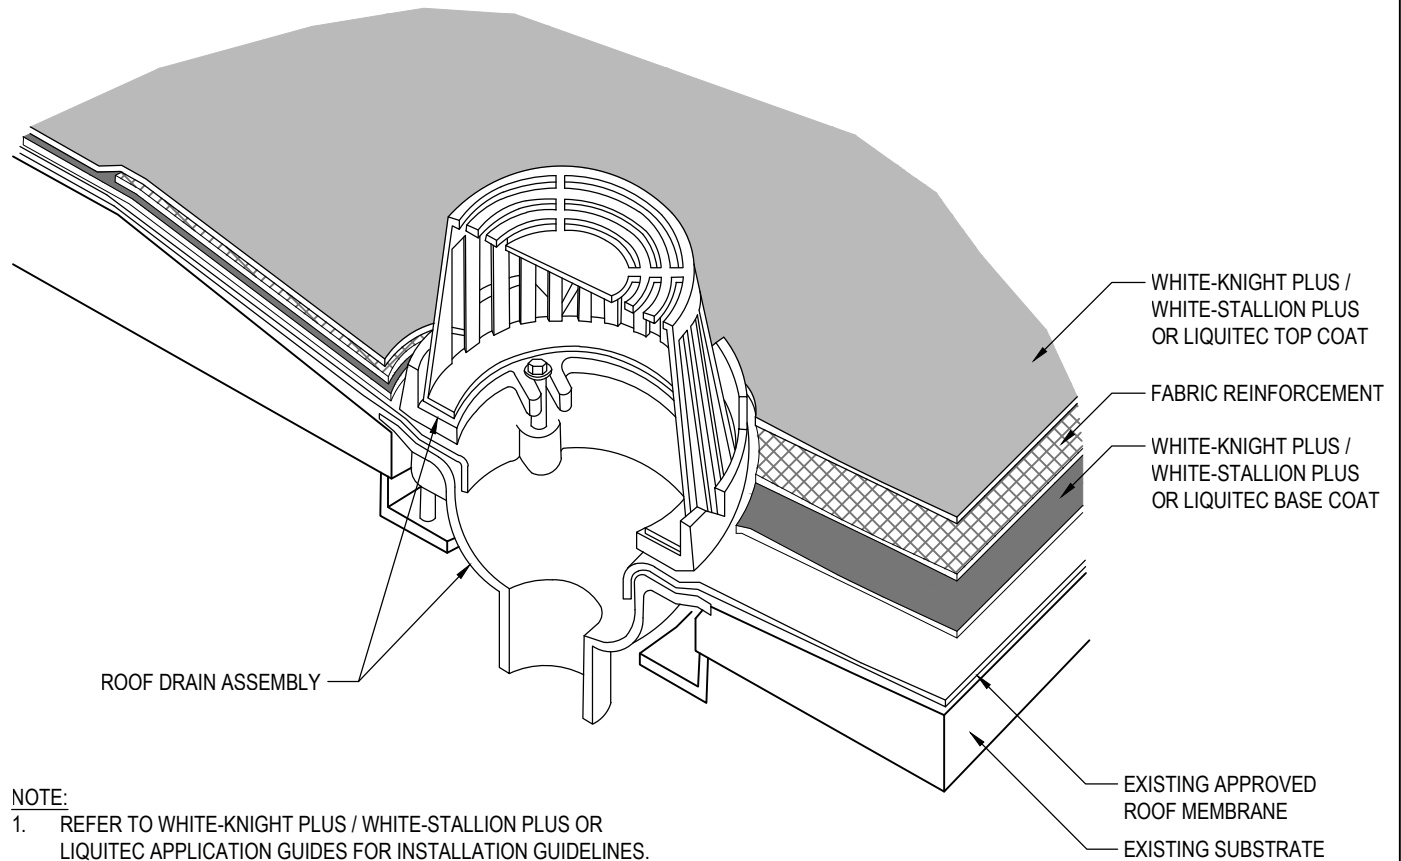 WHITE-KNIGHT PLUS /
WHITE-STALLION PLUS
OR LIQUITEC TOP COAT
FABRIC REINFORCEMENT
WHITE-KNIGHT PLUS /
WHITE-STALLION PLUS
OR LIQUITEC BASE COAT
ROOF DRAIN ASSEMBLY
EXISTING APPROVED
ROOF MEMBRANE
EXISTING SUBSTRATE
NOTE:
1. REFER TO WHITE-KNIGHT PLUS / WHITE-STALLION PLUS OR
LIQUITEC APPLICATION GUIDES FOR INSTALLATION GUIDELINES.